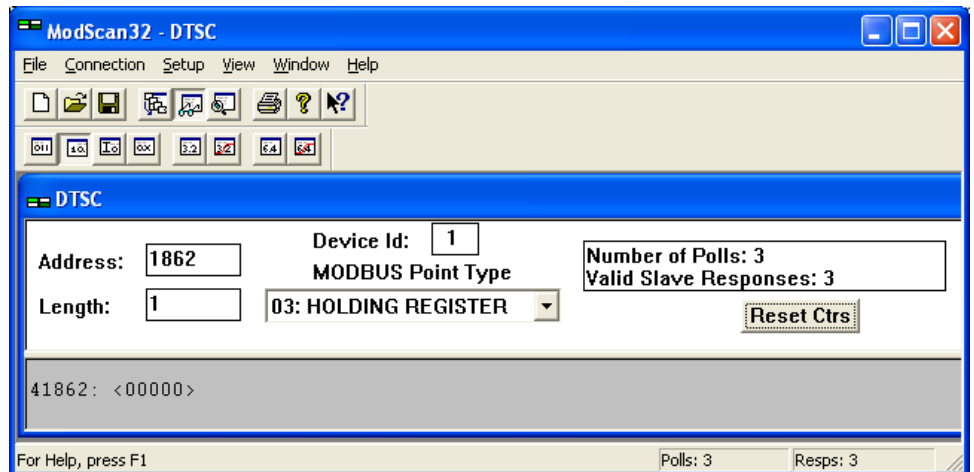 ModScan32 - DTSC
File Connection Setup View Window Help
DTSC
Address: 1862
Device Id: 1
MODBUS Point Type
Length: 1
03: HOLDING REGISTER
Number of Polls: 3
Valid Slave Responses: 3
Reset Ctrs
41862: <00000>
For Help, press F1
Polls: 3
Resps: 3